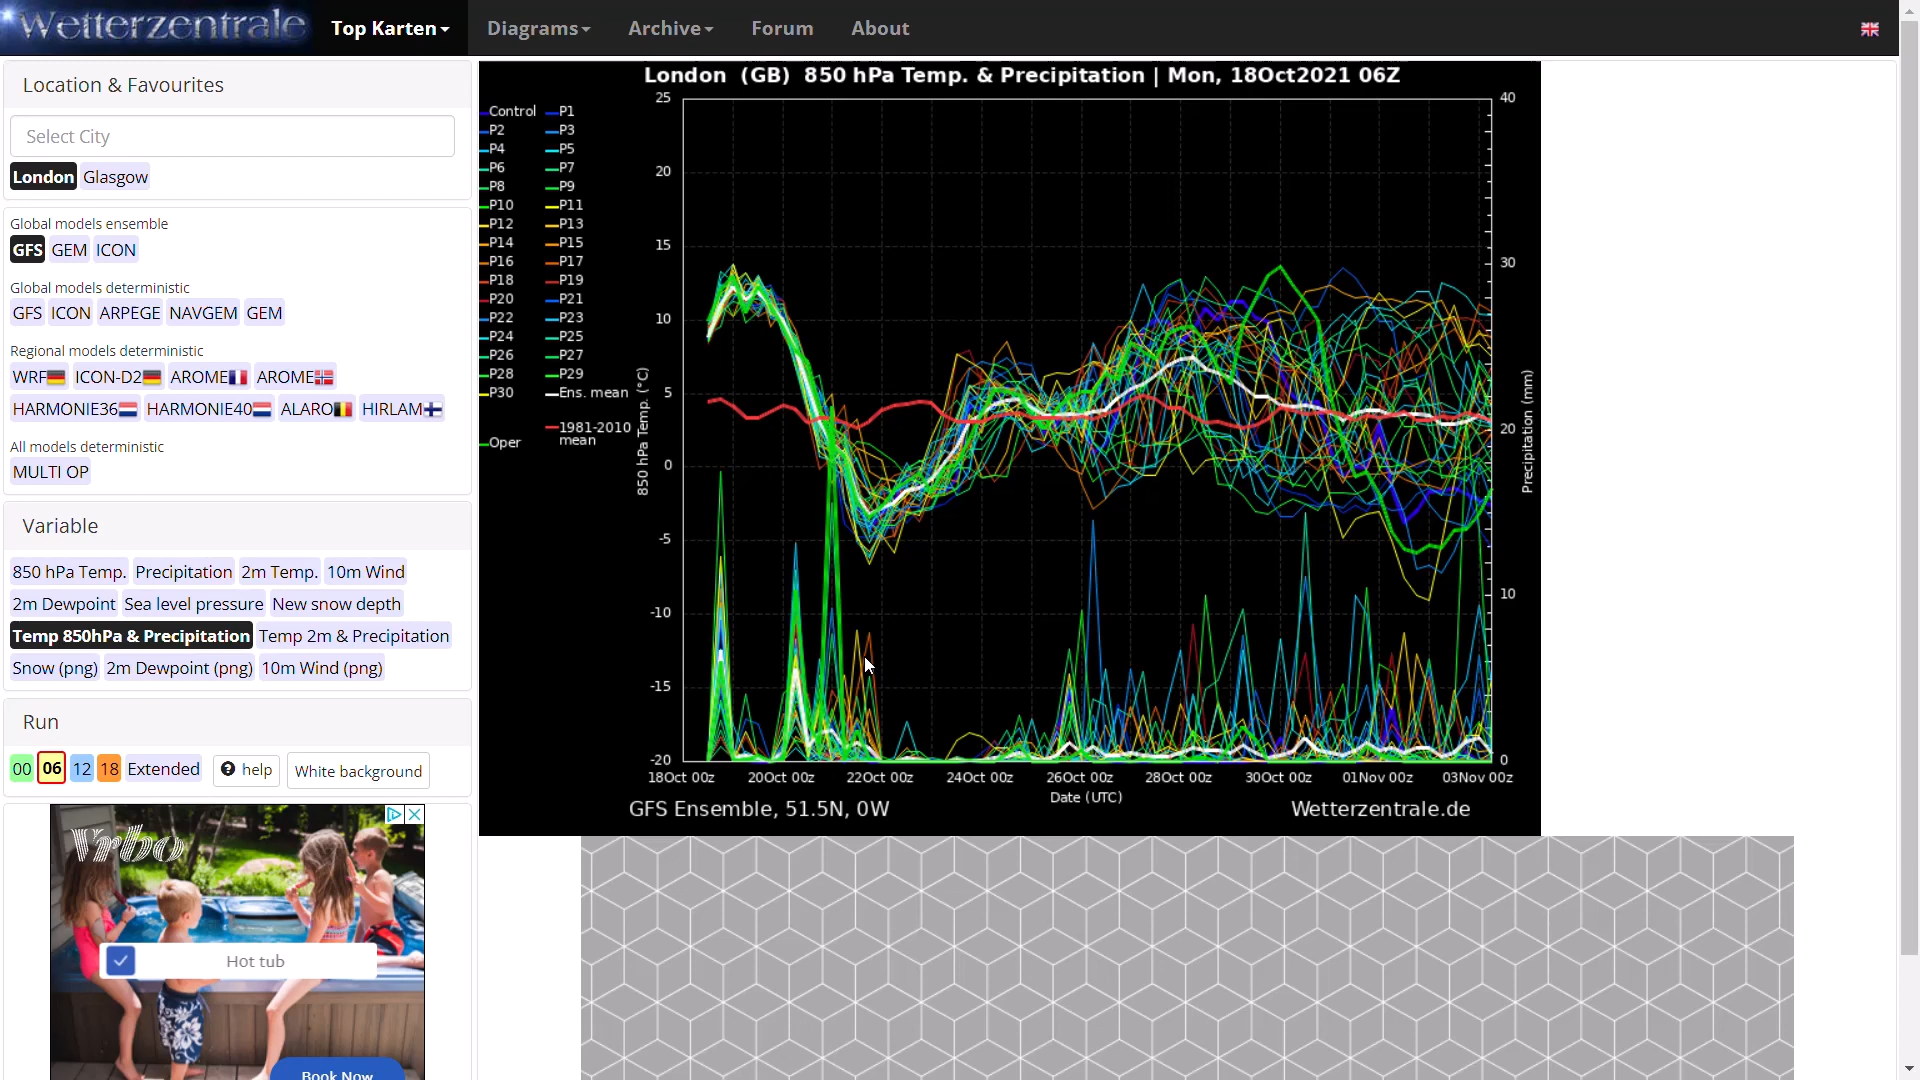 Wetterzentrale
Top Karten Diagrams Archive Forum About
Location & Favourites
Select City
London Glasgow
Global models ensemble
GFS GEM ICON
Global models deterministic
GFS ICON ARPEGE NAVGEM GEM
Regional models deterministic
WRF ICON-D2 AROME AROME
HARMONIE36 HARMONIE40 ALARO HIRLAM
All models deterministic
MULTI OP
Variable
850 hPa Temp. Precipitation 2m Temp. 10m Wind
2m Dewpoint Sea level pressure New snow depth
Temp 850hPa & Precipitation Temp 2m & Precipitation
Snow (png) 2m Dewpoint (png) 10m Wind (png)
Run
00 06 12 18 Extended help White background
Vrbo
Hot tub
Book Now
London (GB) 850 hPa Temp. & Precipitation | Mon, 18Oct2021 06Z
Control P1
P2 P3
P4 P5
P6 P7
P8 P9
P10 P11
P12 P13
P14 P15
P16 P17
P18 P19
P20 P21
P22 P23
P24 P25
P26 P27
P28 P29
P30 Ens. mean
1981-2010
mean
Oper
850 hPa Temp. (°C)
25
20
15
10
5
0
-5
-10
-15
-20
40
30
20
10
0
Precipitation (mm)
18Oct 00z 20Oct 00z 22Oct 00z 24Oct 00z 26Oct 00z 28Oct 00z 30Oct 00z 01Nov 00z 03Nov 00z
Date (UTC)
GFS Ensemble, 51.5N, 0W Wetterzentrale.de